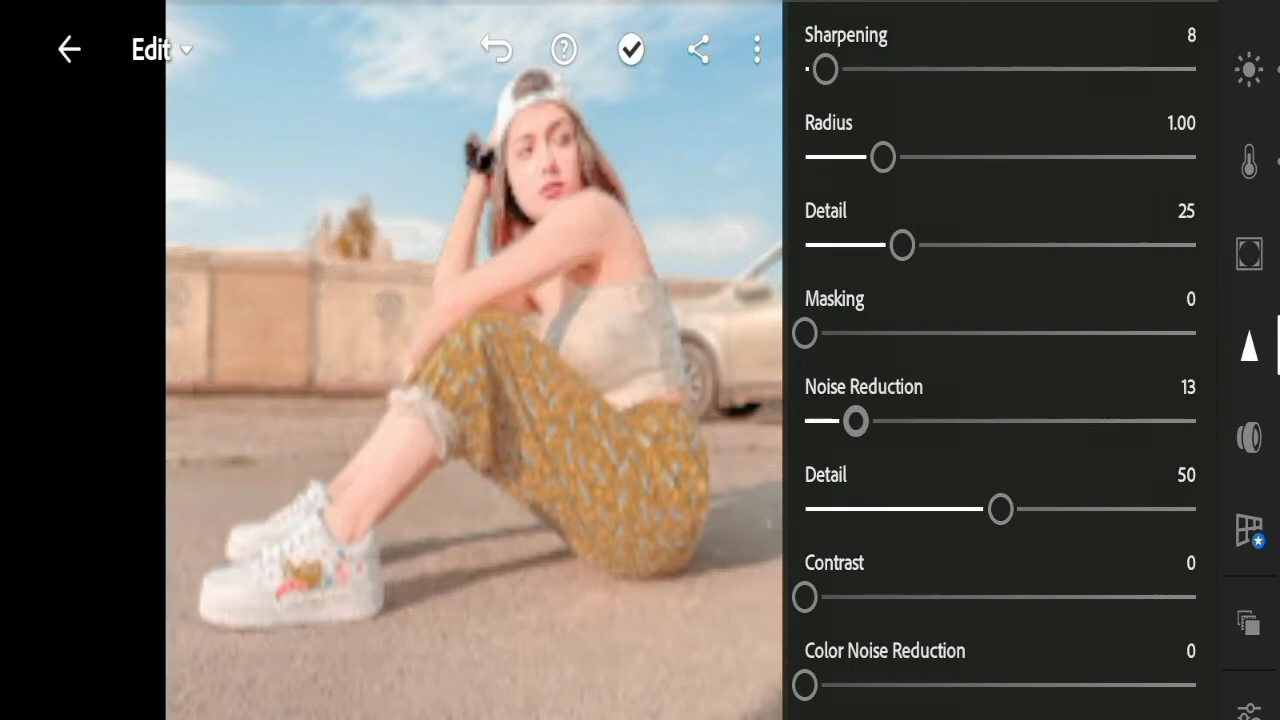 Edit
Sharpening 8
Radius 1.00
Detail 25
Masking 0
Noise Reduction 13
Detail 50
Contrast 0
Color Noise Reduction 0